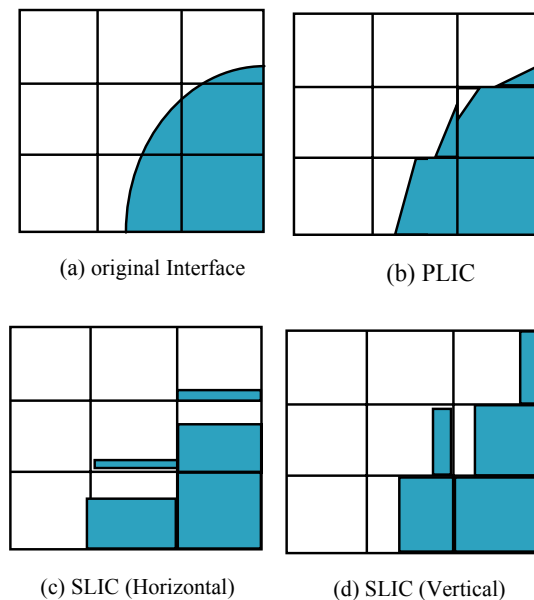 (a) original Interface
(b) PLIC
(c) SLIC (Horizontal)
(d) SLIC (Vertical)